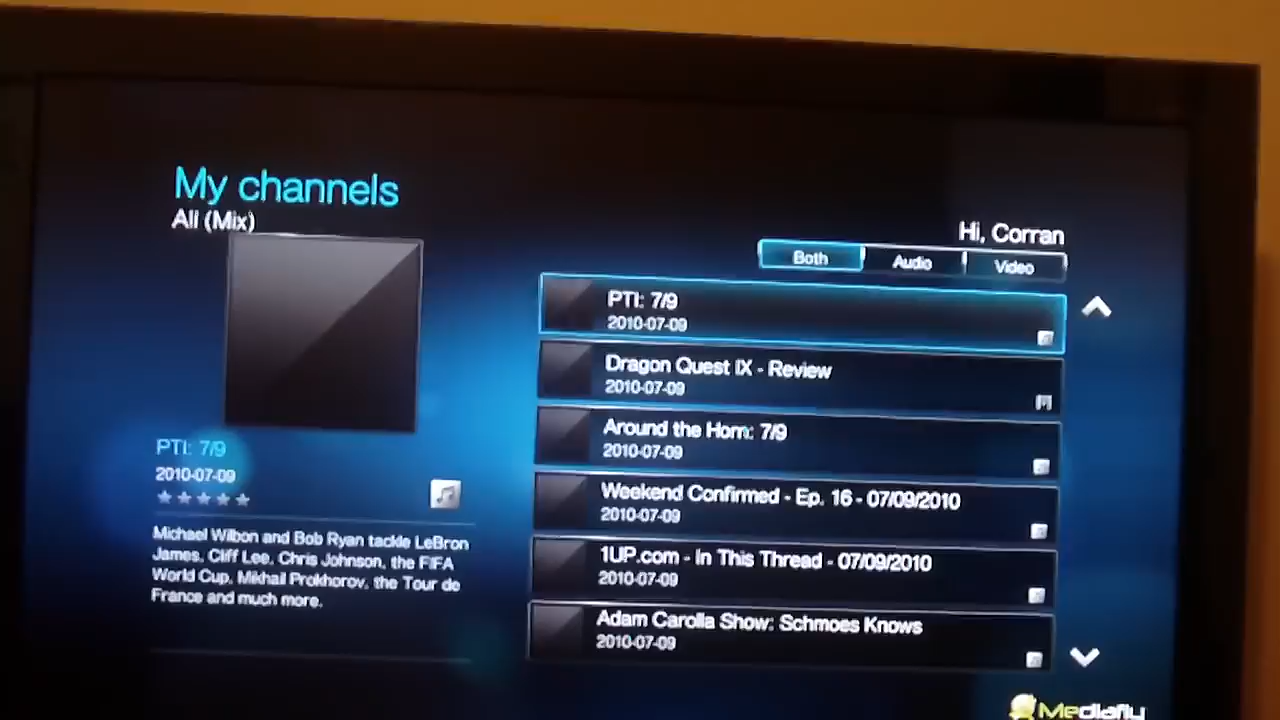 My channels
All (Mix)
Hi, Corran
Both
Audio
Video
PTI: 7/9
2010-07-09
Dragon Quest IX - Review
2010-07-09
Around the Horn: 7/9
2010-07-09
Weekend Confirmed - Ep. 16 - 07/09/2010
2010-07-09
1UP.com - In This Thread - 07/09/2010
2010-07-09
Adam Carolla Show: Schmoes Knows
2010-07-09
PTI: 7/9
2010-07-09
Michael Wilbon and Bob Ryan tackle LeBron
James, Cliff Lee, Chris Johnson, the FIFA
World Cup, Mikhail Prokhorov, the Tour de
France and much more.
Mediafly